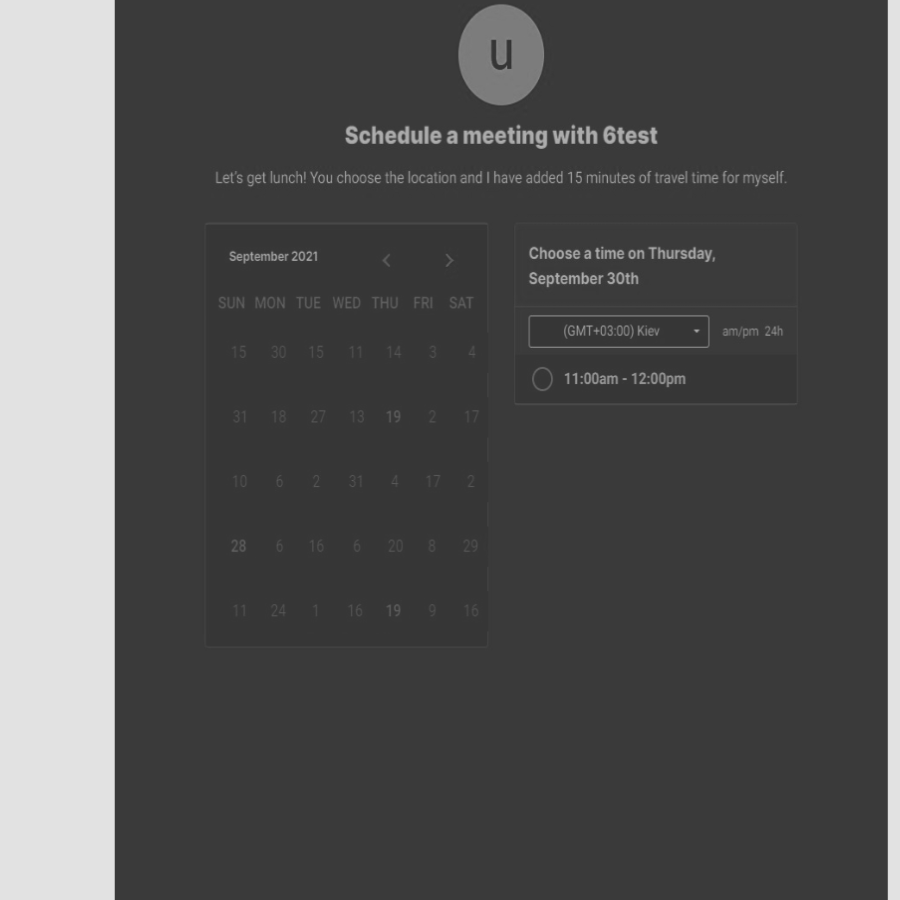 u
Schedule a meeting with 6test
Let's get lunch! You choose the location and I have added 15 minutes of travel time for myself.
September 2021
SUN MON TUE WED THU FRI SAT
15 30 15 11 14 3 4
31 18 27 13 19 2 17
10 6 2 31 4 17 2
28 6 16 6 20 8 29
11 24 1 16 19 9 16
Choose a time on Thursday,
September 30th
(GMT+03:00) Kiev am/pm 24h
11:00am - 12:00pm